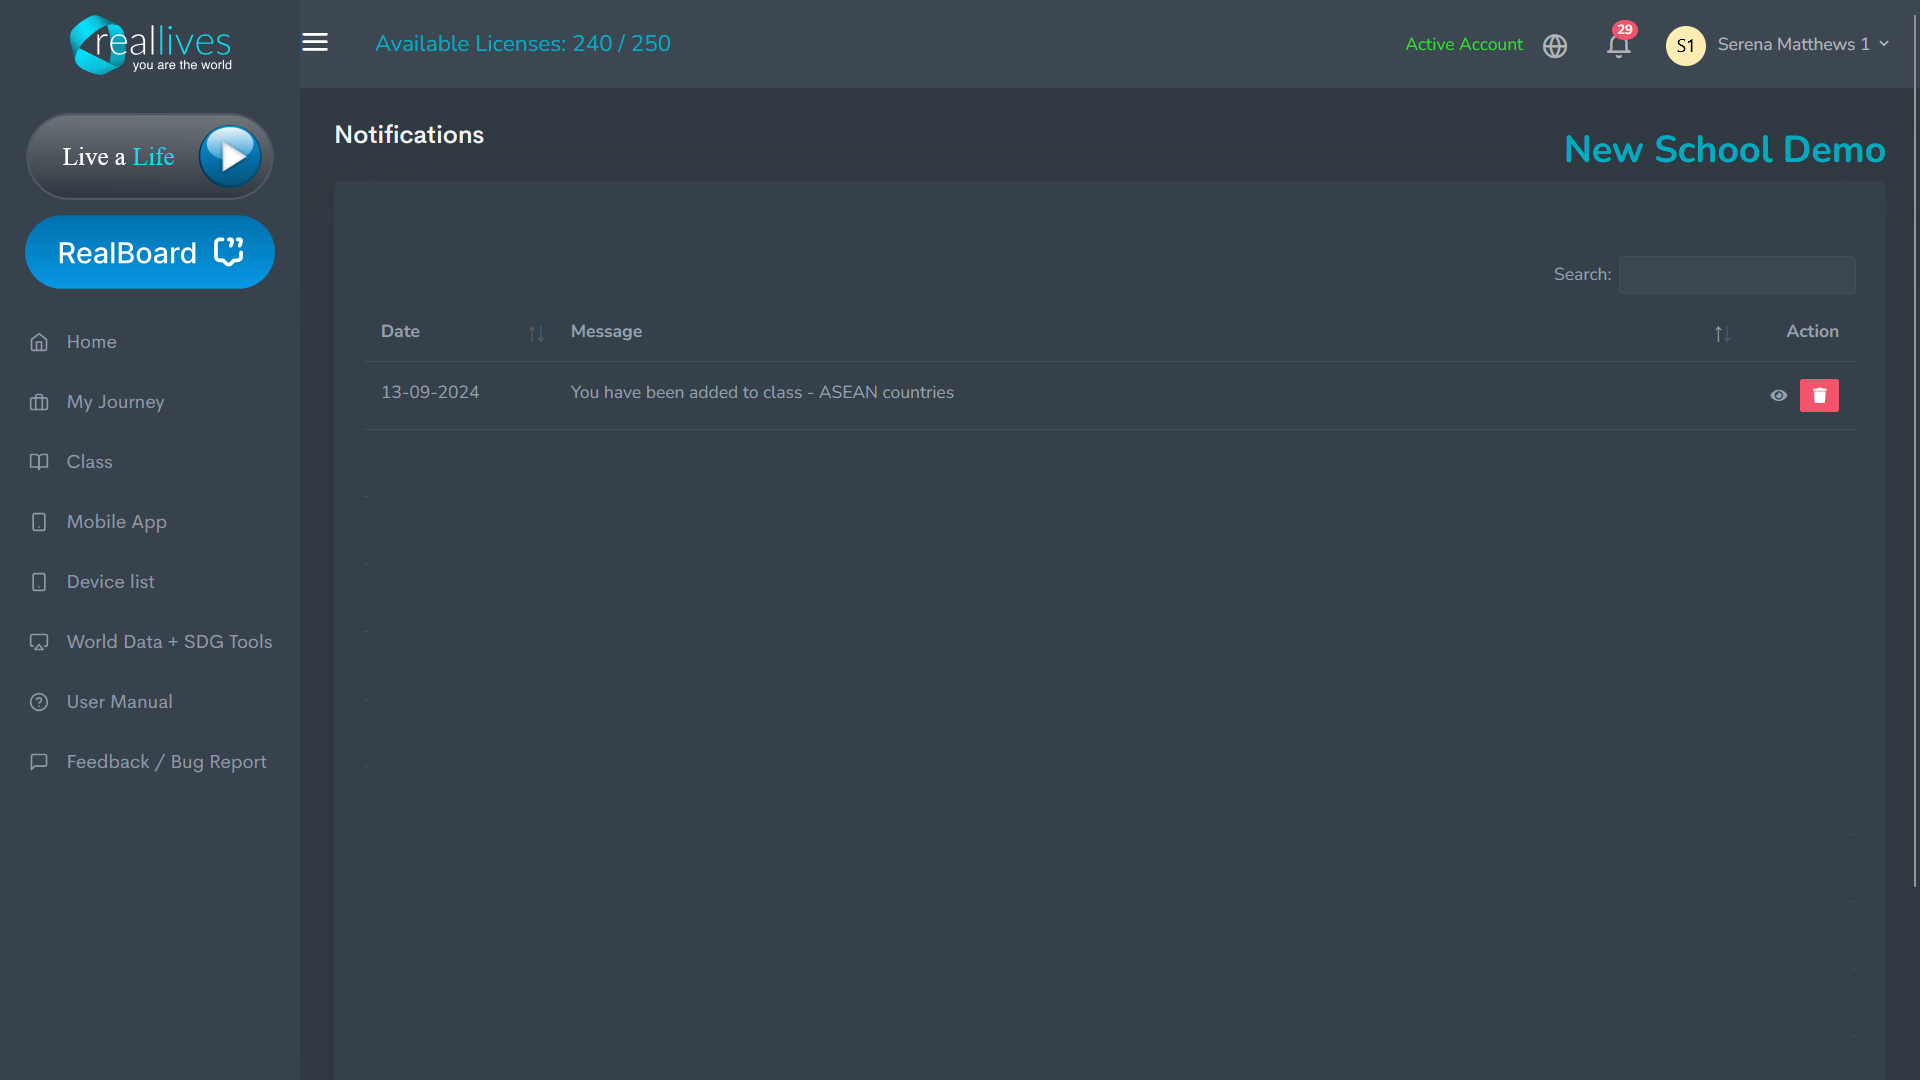 reallives
you are the world
Available Licenses: 240 / 250
Active Account
29
S1
Serena Matthews 1
Live a Life
RealBoard
Home
My Journey
Class
Mobile App
Device list
World Data + SDG Tools
User Manual
Feedback / Bug Report
Notifications
New School Demo
Search:
Date
Message
Action
13-09-2024
You have been added to class - ASEAN countries